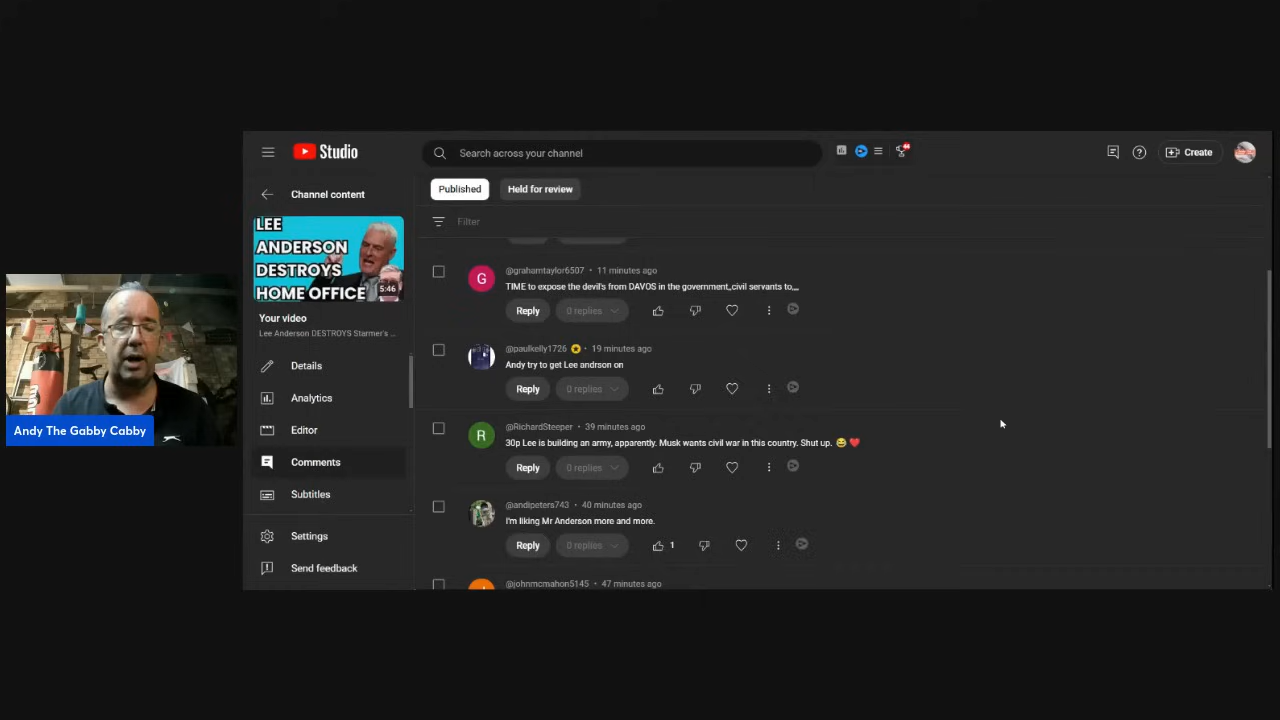 Studio
Search across your channel
Create
Channel content
Published
Held for review
Filter
LEE
ANDERSON
DESTROYS
HOME OFFICE
5:46
Your video
Lee Anderson DESTROYS Starmer's ...
Details
Analytics
Editor
Comments
Subtitles
Settings
Send feedback
@grahamtaylor6507 • 11 minutes ago
TIME to expose the devil's from DAVOS in the government,,civil servants to,,,,
Reply
0 replies
@paulkelly1726 • 19 minutes ago
Andy try to get Lee andrson on
Reply
0 replies
@RichardSteeper • 39 minutes ago
30p Lee is building an army, apparently. Musk wants civil war in this country. Shut up. 😂 ❤️
Reply
0 replies
@andipeters743 • 40 minutes ago
I'm liking Mr Anderson more and more.
Reply
0 replies
1
@johnmcmahon5145 • 47 minutes ago
Andy The Gabby Cabby